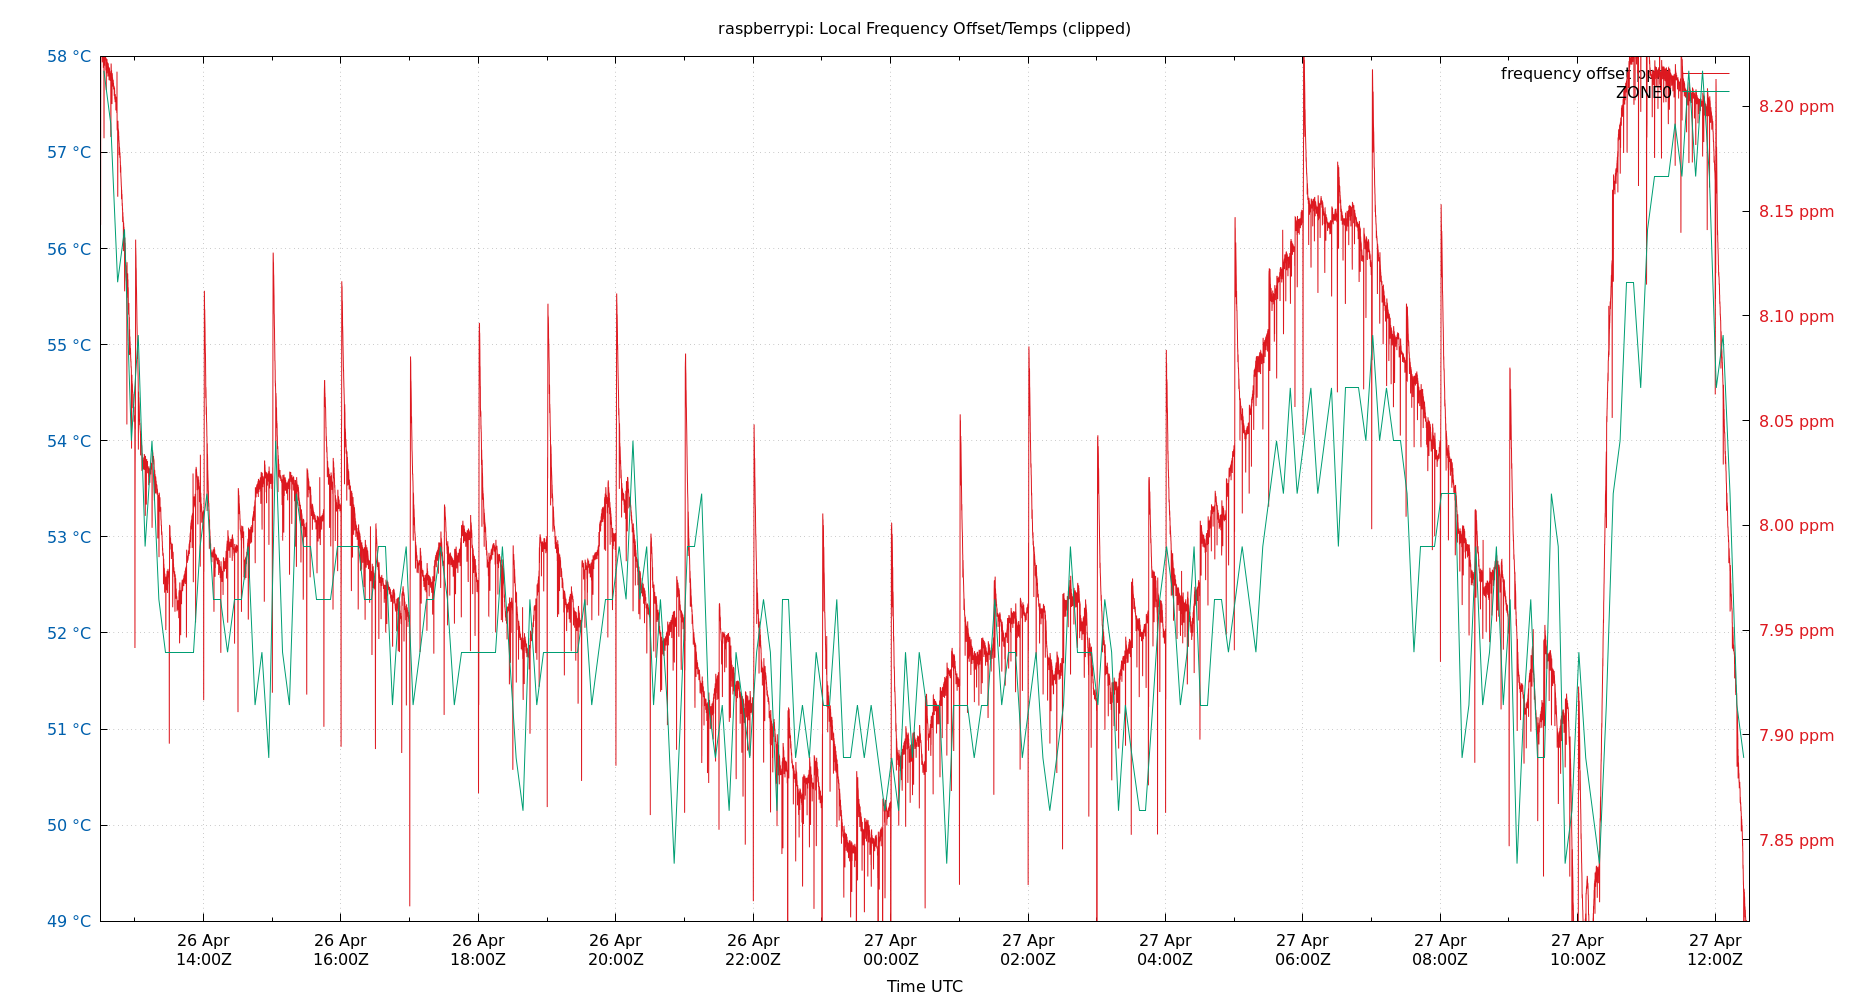 raspberrypi: Local Frequency Offset/Temps (clipped)
58 °C
57 °C
56 °C
55 °C
54 °C
53 °C
52 °C
51 °C
50 °C
49 °C
frequency offset ppm
ZONE0
8.20 ppm
8.15 ppm
8.10 ppm
8.05 ppm
8.00 ppm
7.95 ppm
7.90 ppm
7.85 ppm
26 Apr
14:00Z
26 Apr
16:00Z
26 Apr
18:00Z
26 Apr
20:00Z
26 Apr
22:00Z
27 Apr
00:00Z
27 Apr
02:00Z
27 Apr
04:00Z
27 Apr
06:00Z
27 Apr
08:00Z
27 Apr
10:00Z
27 Apr
12:00Z
Time UTC